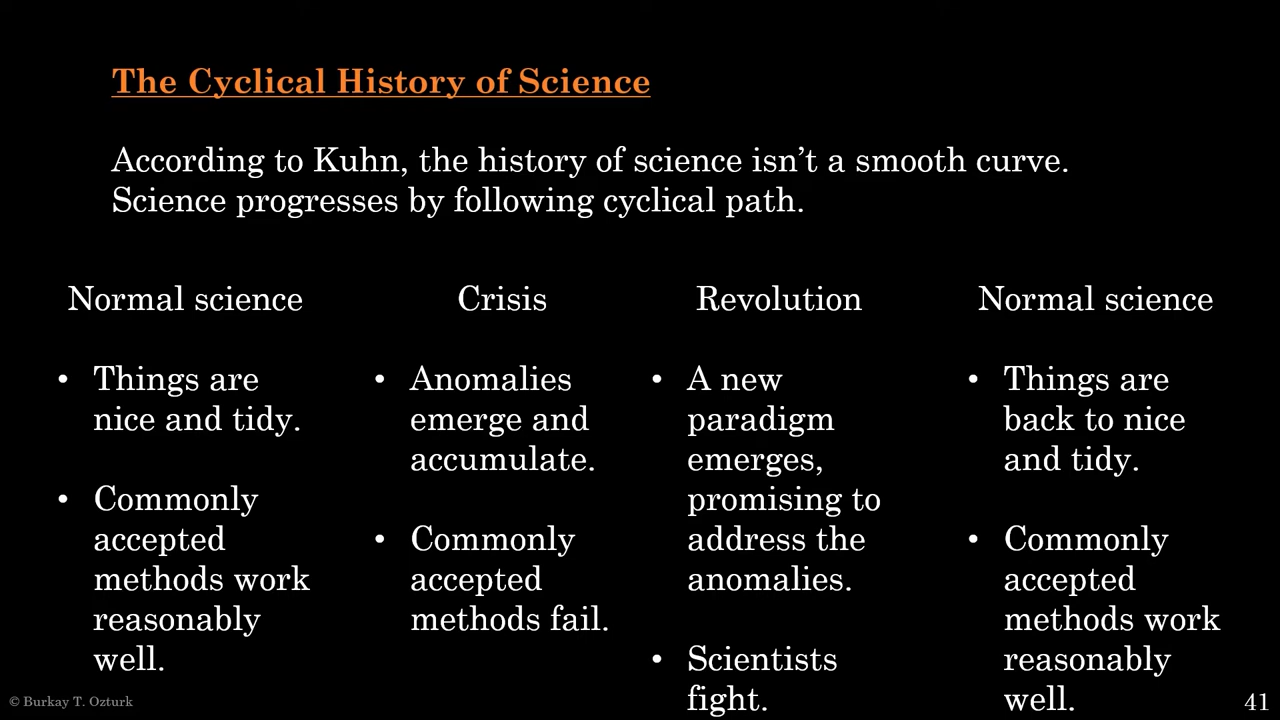 The Cyclical History of Science
According to Kuhn, the history of science isn’t a smooth curve.
Science progresses by following cyclical path.
Normal science
• Things are
nice and tidy.
• Commonly
accepted
methods work
reasonably
well.
Crisis
• Anomalies
emerge and
accumulate.
• Commonly
accepted
methods fail.
Revolution
• A new
paradigm
emerges,
promising to
address the
anomalies.
• Scientists
fight.
Normal science
• Things are
back to nice
and tidy.
• Commonly
accepted
methods work
reasonably
well.
© Burkay T. Ozturk
41